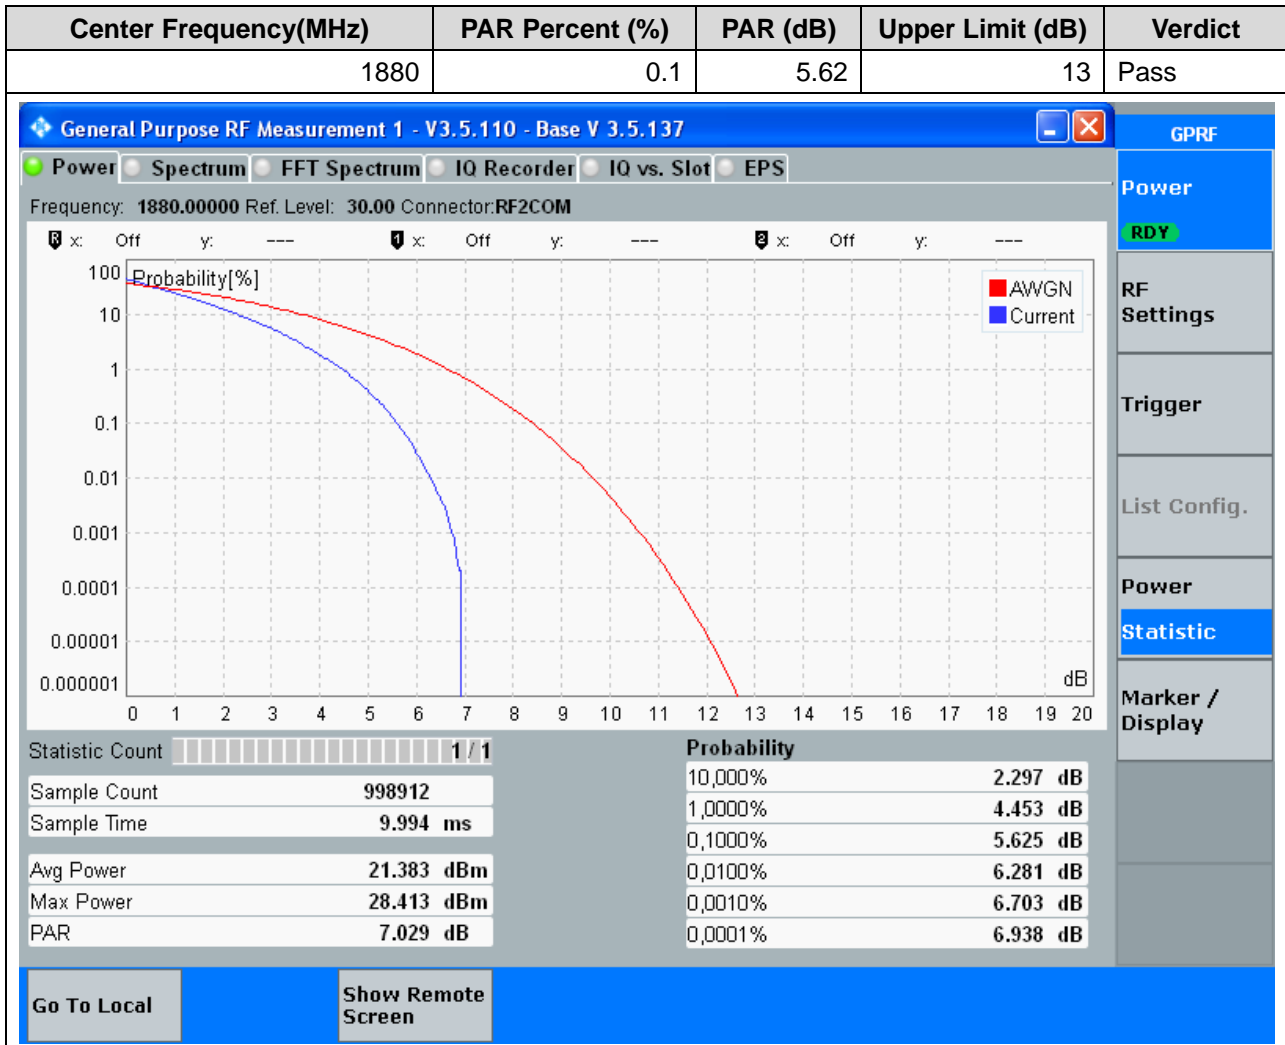 Center Frequency(MHz) PAR Percent (%) PAR (dB) Upper Limit (dB) Verdict
1880 0.1 5.62 13 Pass
General Purpose RF Measurement 1 - V3.5.110 - Base V 3.5.137
GPRF
Power Spectrum FFT Spectrum IQ Recorder IQ vs. Slot EPS
Frequency: 1880.00000 Ref. Level: 30.00 Connector:RF2COM
R x: Off y: --- 1 x: Off y: --- 2 x: Off y: ---
Probability[%]
AWGN
Current
100
10
1
0.1
0.01
0.001
0.0001
0.00001
0.000001
dB
0 1 2 3 4 5 6 7 8 9 10 11 12 13 14 15 16 17 18 19 20
Statistic Count 1 / 1
Sample Count 998912
Sample Time 9.994 ms
Avg Power 21.383 dBm
Max Power 28.413 dBm
PAR 7.029 dB
Probability
10,000% 2.297 dB
1,0000% 4.453 dB
0,1000% 5.625 dB
0,0100% 6.281 dB
0,0010% 6.703 dB
0,0001% 6.938 dB
Power
RDY
RF
Settings
Trigger
List Config.
Power
Statistic
Marker /
Display
Go To Local
Show Remote
Screen